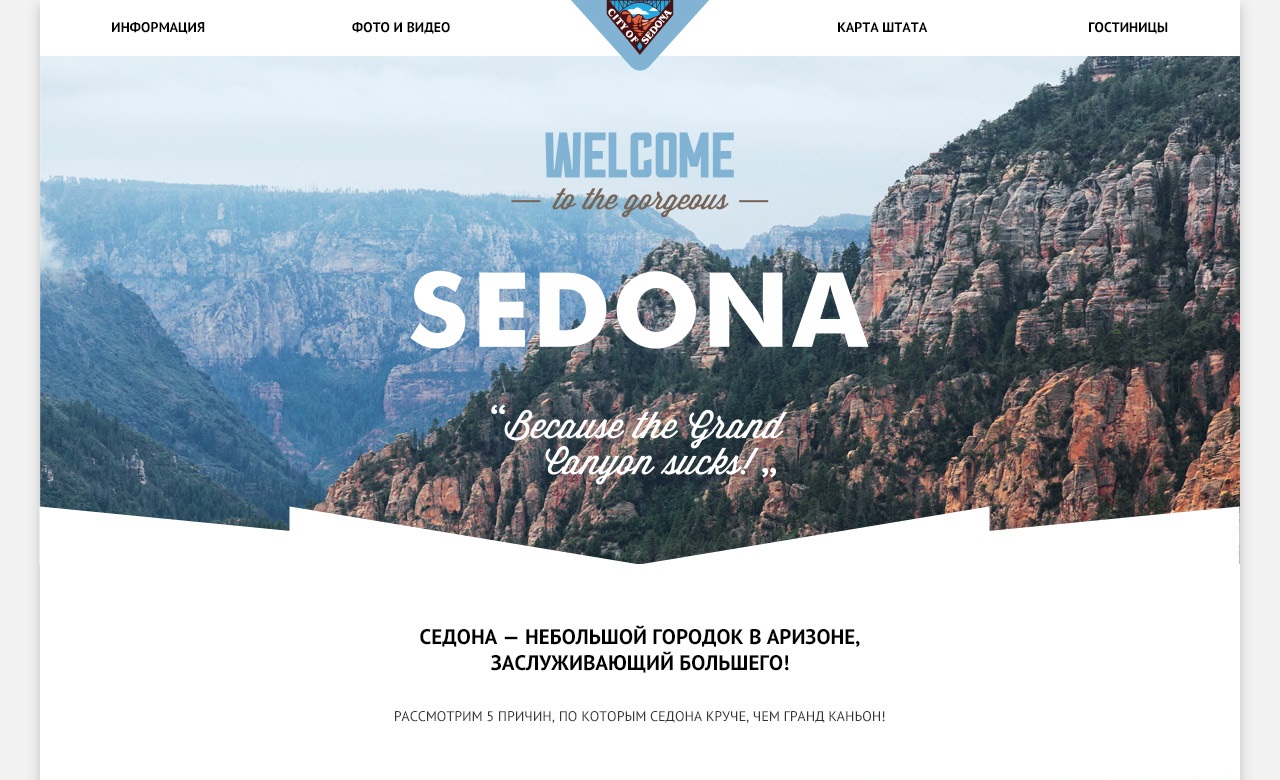 ИНФОРМАЦИЯ
ФОТО И ВИДЕО
CITY OF SEDONA
КАРТА ШТАТА
ГОСТИНИЦЫ
WELCOME
— to the gorgeous —
SEDONA
“Because the Grand
Canyon sucks! „
СЕДОНА — НЕБОЛЬШОЙ ГОРОДОК В АРИЗОНЕ,
ЗАСЛУЖИВАЮЩИЙ БОЛЬШЕГО!
РАССМОТРИМ 5 ПРИЧИН, ПО КОТОРЫМ СЕДОНА КРУЧЕ, ЧЕМ ГРАНД КАНЬОН!